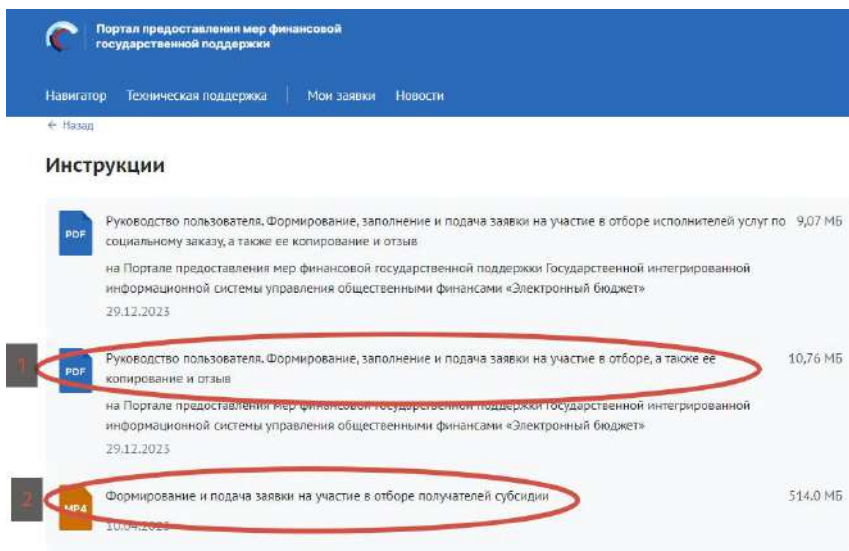 Портал предоставления мер финансовой
государственной поддержки
Навигатор Техническая поддержка Мои заявки Новости
← Назад
Инструкции
PDF Руководство пользователя. Формирование, заполнение и подача заявки на участие в отборе исполнителей услуг по 9,07 МБ
социальному заказу, а также ее копирование и отзыв
на Портале предоставления мер финансовой государственной поддержки Государственной интегрированной
информационной системы управления общественными финансами «Электронный бюджет»
29.12.2023
1 PDF Руководство пользователя. Формирование, заполнение и подача заявки на участие в отборе, а также ее 10,76 МБ
копирование и отзыв
на Портале предоставления мер финансовой государственной поддержки Государственной интегрированной
информационной системы управления общественными финансами «Электронный бюджет»
29.12.2023
2 MP4 Формирование и подача заявки на участие в отборе получателей субсидии 514.0 МБ
10.04.2023